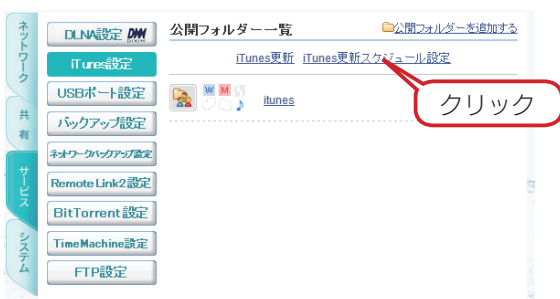 ネットワーク
共有
サービス
システム
DLNA設定
iTunes設定
USBポート設定
バックアップ設定
ネットワークバックアップ設定
Remote Link2設定
BitTorrent設定
TimeMachine設定
FTP設定
公開フォルダー一覧 公開フォルダーを追加する
iTunes更新 iTunes更新スケジュール設定
W M
itunes
クリック